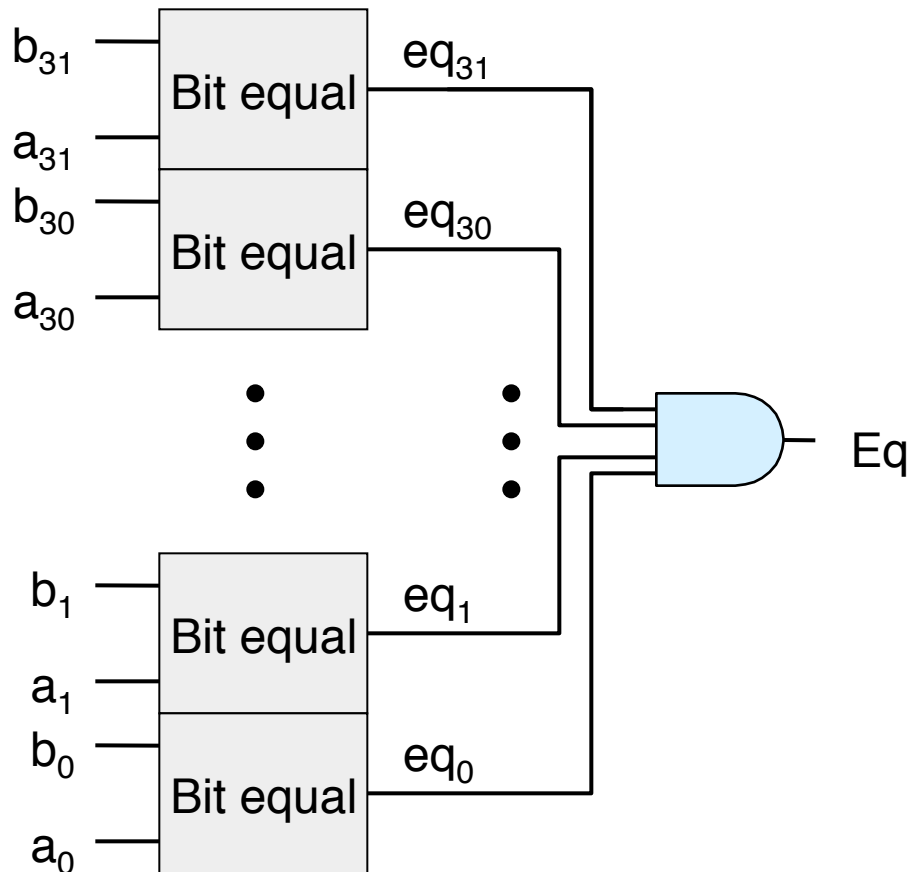 b₃₁
Bit equal
eq₃₁
a₃₁
b₃₀
Bit equal
eq₃₀
a₃₀
Eq
b₁
Bit equal
eq₁
a₁
b₀
Bit equal
eq₀
a₀